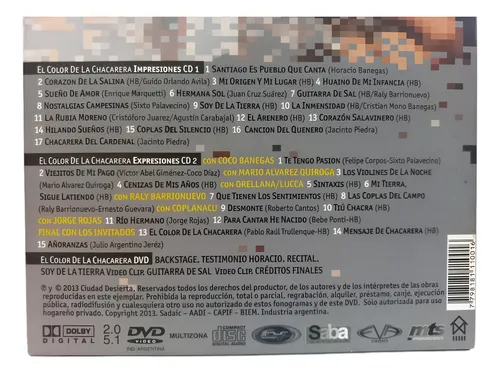 EL COLOR DE LA CHACARERA IMPRESIONES CD 1 1 SANTIAGO ES PUEBLO QUE CANTA (Horacio Banegas)
2 CORAZON DE LA SALINA (HB/Guido Orlando Avila) 3 MI ORIGEN Y MI LUGAR (HB) 4 HUAINO DE MI INFANCIA (HB)
5 SUEÑO DE AMOR (Enrique Marquetti) 6 HERMANA SOL (Juan Cruz Suárez) 7 GUITARRA DE SAL (HB/Raly Barrionuevo)
8 NOSTALGIAS CAMPESINAS (Sixto Palavecino) 9 SOY DE LA TIERRA (HB) 10 LA INMENSIDAD (HB/Cristian Mono Banegas)
11 LA RUBIA MORENO (Cristóforo Juarez/Agustín Carabajal) 12 EL ARENERO (HB) 13 CORAZÓN SALAVINERO (HB)
14 HILANDO SUEÑOS (HB) 15 COPLAS DEL SILENCIO (HB) 16 CANCION DEL QUENERO (HB)
17 CHACARERA DEL CARDENAL (Jacinto Piedra)
EL COLOR DE LA CHACARERA EXPRESIONES CD 2 CON COCO BANEGAS 1 TE TENGO PASION (Felipe Corpos-Sixto Palavecino)
2 VIEJITOS DE MI PAGO (Víctor Abel Giménez-Coco Díaz) CON MARIO ALVAREZ QUIROGA 3 LOS VIOLINES DE LA NOCHE
(Mario Alvarez Quiroga) 4 CENIZAS DE MIS AÑOS (HB) CON ORELLANA/LUCCA 5 SINTAXIS (HB) 6 MI TIERRA,
SIGUE LATIENDO (HB) CON RALY BARRIONUEVO 7 QUE TIENEN LOS SENTIMIENTOS (HB) 8 LAS COPLAS DEL CAMPO
(Raly Barrionuevo-Ernesto Guevara) CON COPLANACU 9 DESMONTE (Roberto Cantos) 10 TIÚ CHACRA (HB)
CON JORGE ROJAS 11 RÍO HERMANO (Jorge Rojas) 12 PARA CANTAR HE NACIDO (Bebe Ponti-HB)
FINAL CON LOS INVITADOS 13 EL COLOR DE LA CHACARERA (Pablo Raúl Trullenque-HB) 14 MENSAJE DE CHACARERA (HB)
15 AÑORANZAS (Julio Argentino Jeréz)
EL COLOR DE LA CHACARERA DVD BACKSTAGE. TESTIMONIO HORACIO. RECITAL.
SOY DE LA TIERRA VIDEO CLIP. GUITARRA DE SAL VIDEO CLIP. CRÉDITOS FINALES
℗ y © 2013 Ciudad Desierta, Reservados todos los derechos del productor, de los autores y de los intérpretes de las obras
reproducidas en este ejemplar. Prohibida la reproducción, total o parcial, regrabación, alquiler, préstamo, canje, ejecución
pública, radiodifusión y cualesquiera otro uso no autorizado de estos fonogramas y de este DVD. Solo autorizado para uso
hogareño. Copyright 2013. Sadaic - AADI - CAPIF - BIEM. Industria Argentina.
DOLBY DIGITAL 2.0 5.1 DVD VIDEO MULTIZONA COMPACT disc DIGITAL AUDIO Saba mts